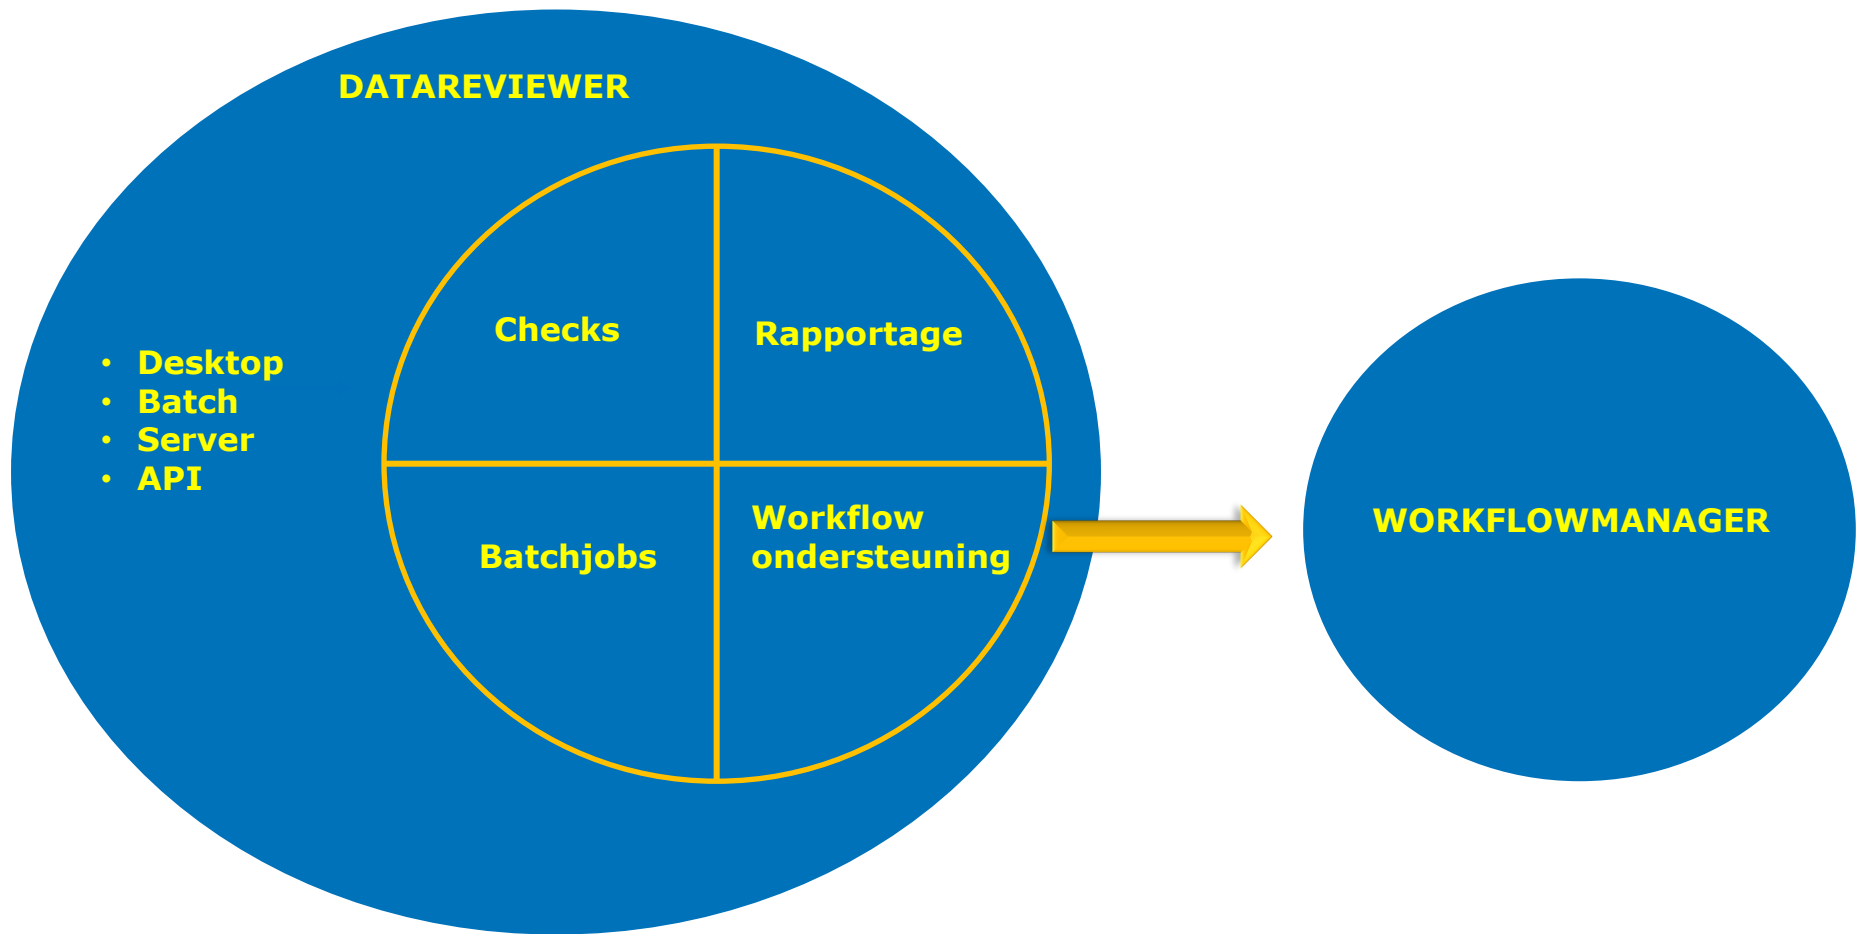 DATAREVIEWER
• Desktop
• Batch
• Server
• API
Checks
Rapportage
Batchjobs
Workflow
ondersteuning
WORKFLOWMANAGER